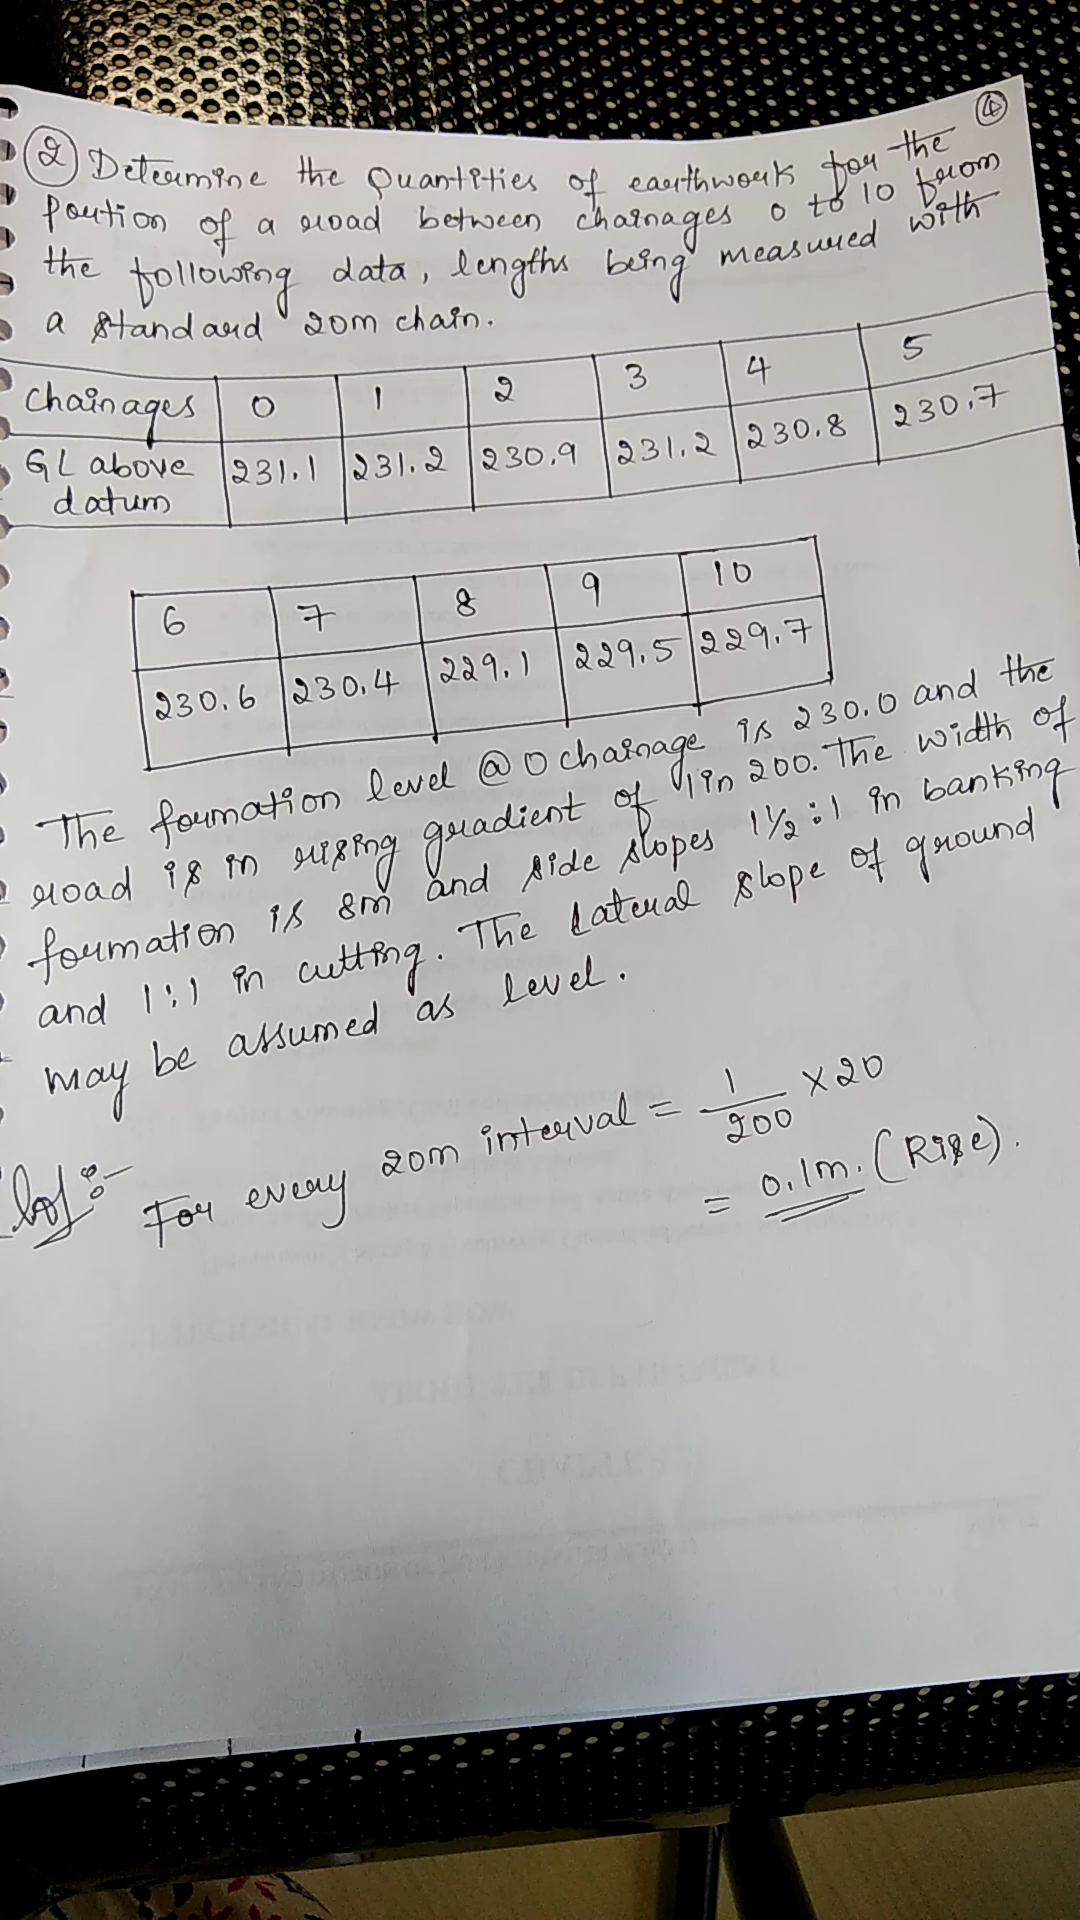 ④
② Determine the Quantities of earthwork for the
portion of a road between chainages 0 to 10 from
the following data, lengths being measured with
a standard 20m chain.
chainages 0 1 2 3 4 5
GL above datum 231.1 231.2 230.9 231.2 230.8 230.7
6 7 8 9 10
230.6 230.4 229.1 229.5 229.7
The formation level @ 0 chainage is 230.0 and the
road is in rising gradient of 1 in 200. The width of
formation is 8m and side slopes 1½:1 in banking
and 1:1 in cutting. The Lateral slope of ground
may be assumed as level.
Sol:- For every 20m interval = 1/200 × 20
= 0.1m. (Rise).